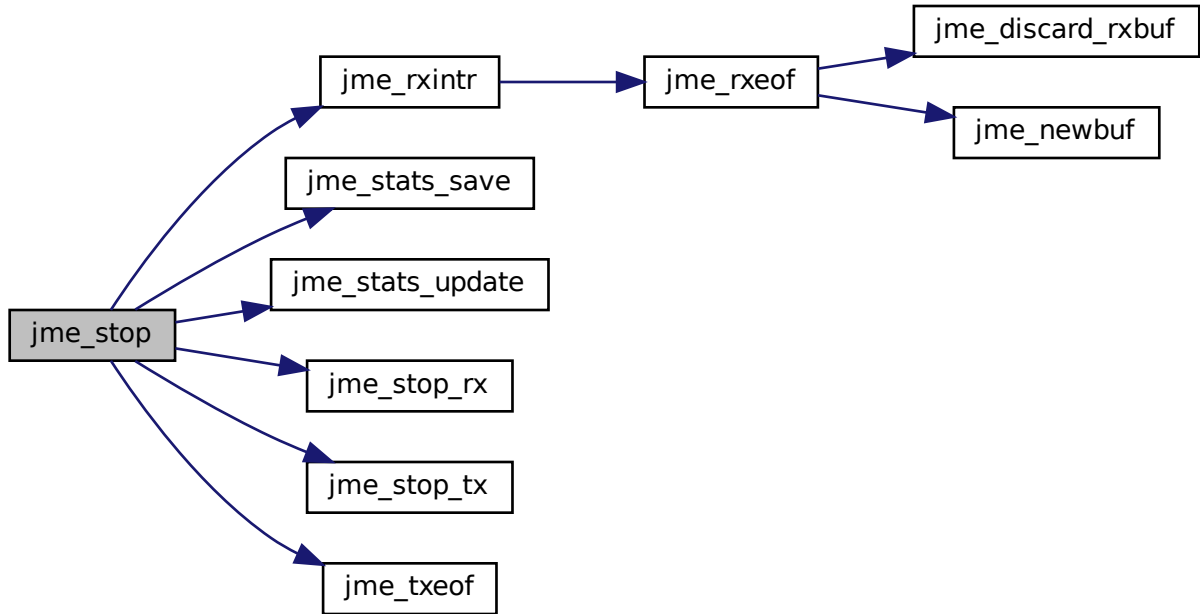 jme_discard_rxbuf
jme_rxintr
jme_rxeof
jme_newbuf
jme_stats_save
jme_stats_update
jme_stop
jme_stop_rx
jme_stop_tx
jme_txeof